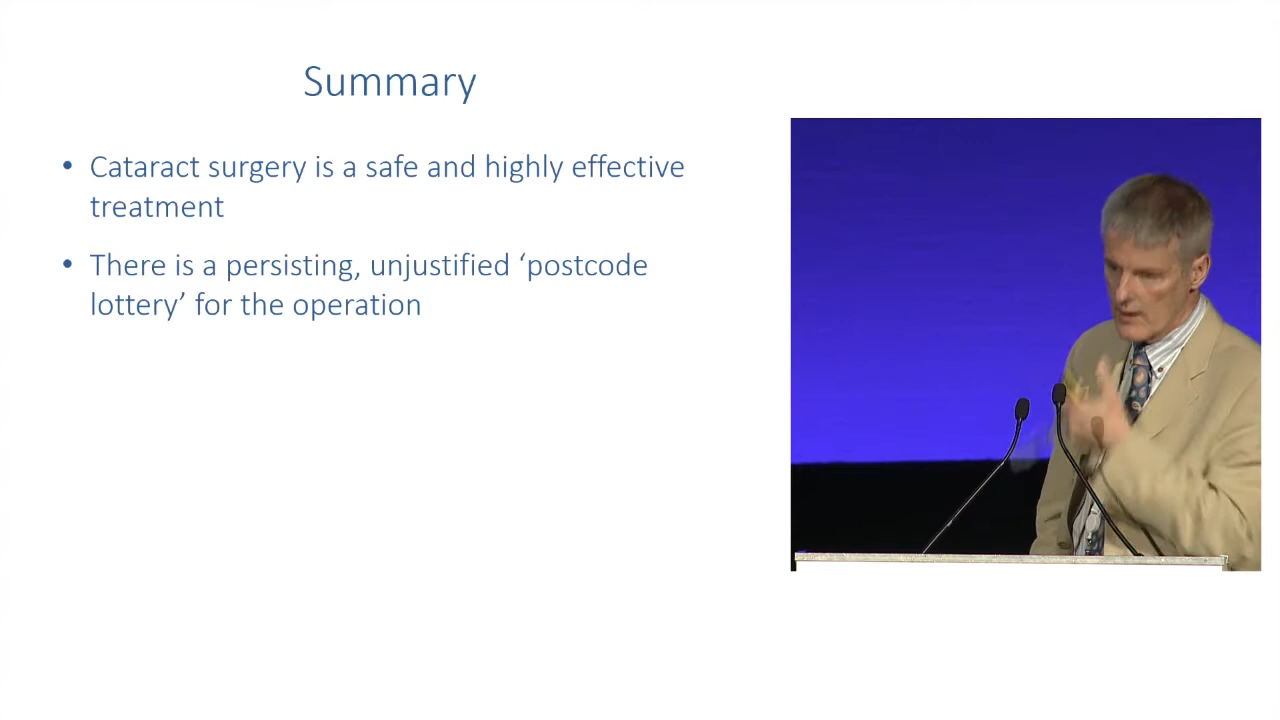 Summary
• Cataract surgery is a safe and highly effective
treatment
• There is a persisting, unjustified ‘postcode
lottery’ for the operation